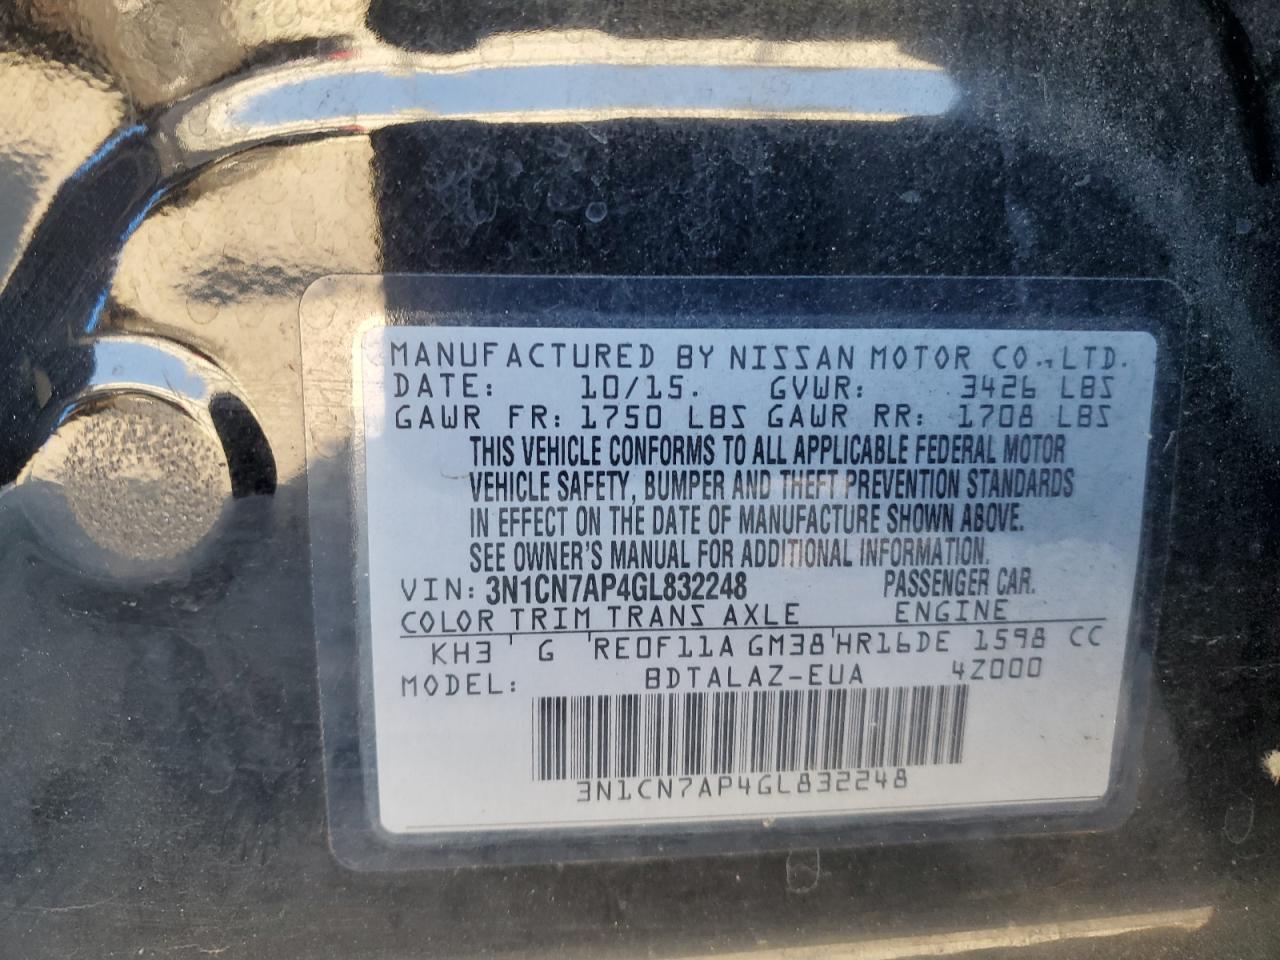 MANUFACTURED BY NISSAN MOTOR CO., LTD.
DATE: 10/15. GVWR: 3426 LBS
GAWR FR: 1750 LBS GAWR RR: 1708 LBS
THIS VEHICLE CONFORMS TO ALL APPLICABLE FEDERAL MOTOR
VEHICLE SAFETY, BUMPER AND THEFT PREVENTION STANDARDS
IN EFFECT ON THE DATE OF MANUFACTURE SHOWN ABOVE.
SEE OWNER'S MANUAL FOR ADDITIONAL INFORMATION.
VIN: 3N1CN7AP4GL832248 PASSENGER CAR.
COLOR TRIM TRANS AXLE ENGINE
KH3 ' G 'RE0F11A GM38'HR16DE 1598 CC
MODEL: BDTALAZ-EUA 4Z000
3N1CN7AP4GL832248